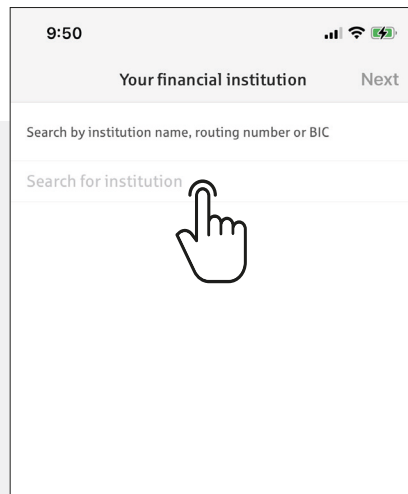 9:50
Your financial institution Next
Search by institution name, routing number or BIC
Search for institution